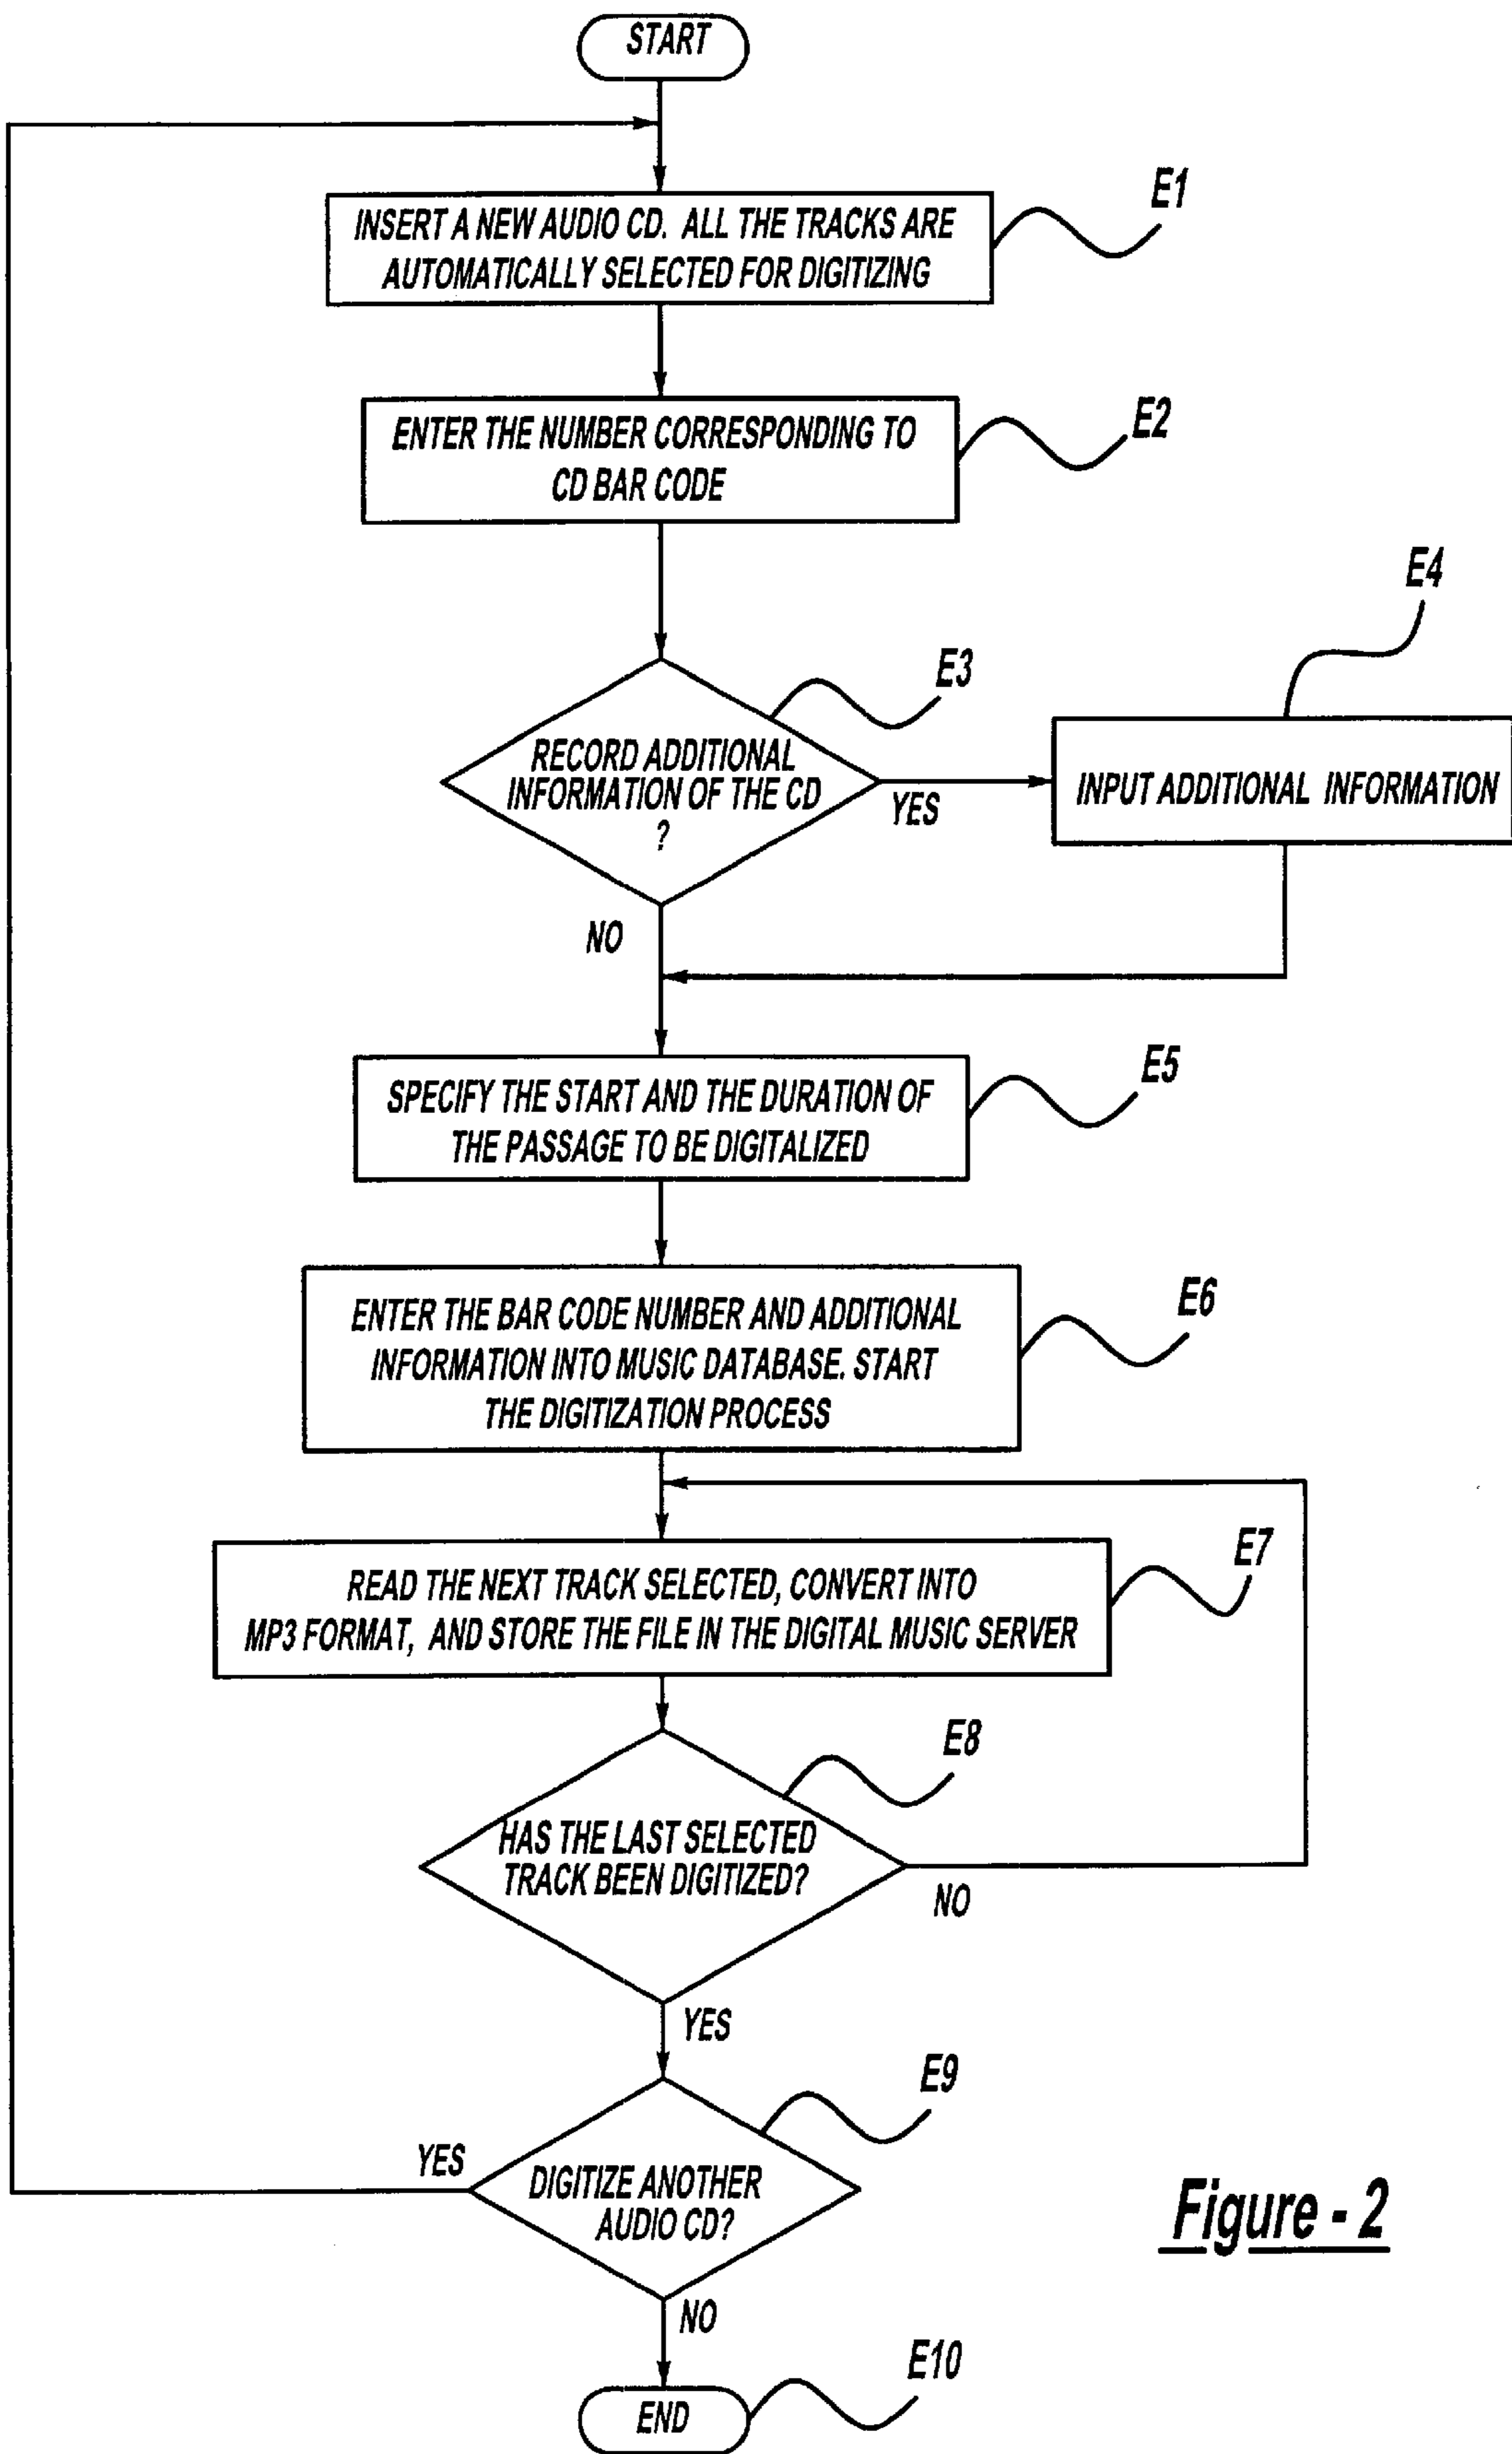 START
INSERT A NEW AUDIO CD. ALL THE TRACKS ARE
AUTOMATICALLY SELECTED FOR DIGITIZING
E1
ENTER THE NUMBER CORRESPONDING TO
CD BAR CODE
E2
RECORD ADDITIONAL
INFORMATION OF THE CD
?
E3
YES
NO
INPUT ADDITIONAL INFORMATION
E4
SPECIFY THE START AND THE DURATION OF
THE PASSAGE TO BE DIGITALIZED
E5
ENTER THE BAR CODE NUMBER AND ADDITIONAL
INFORMATION INTO MUSIC DATABASE. START
THE DIGITIZATION PROCESS
E6
READ THE NEXT TRACK SELECTED, CONVERT INTO
MP3 FORMAT, AND STORE THE FILE IN THE DIGITAL MUSIC SERVER
E7
HAS THE LAST SELECTED
TRACK BEEN DIGITIZED?
E8
NO
YES
DIGITIZE ANOTHER
AUDIO CD?
E9
YES
NO
END
E10
Figure - 2